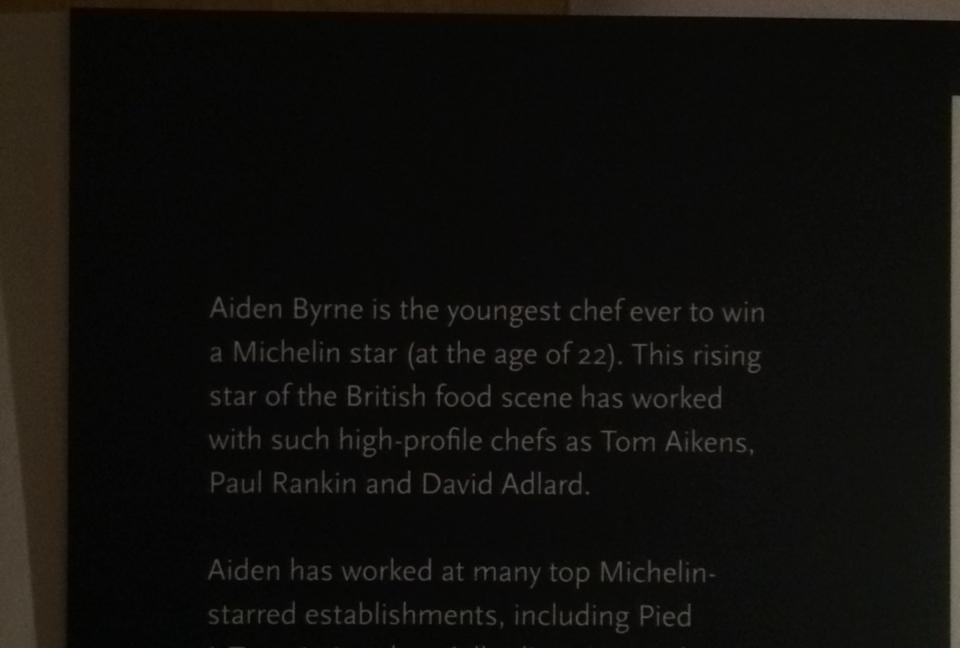 Aiden Byrne is the youngest chef ever to win
a Michelin star (at the age of 22). This rising
star of the British food scene has worked
with such high-profile chefs as Tom Aikens,
Paul Rankin and David Adlard.
Aiden has worked at many top Michelin-
starred establishments, including Pied